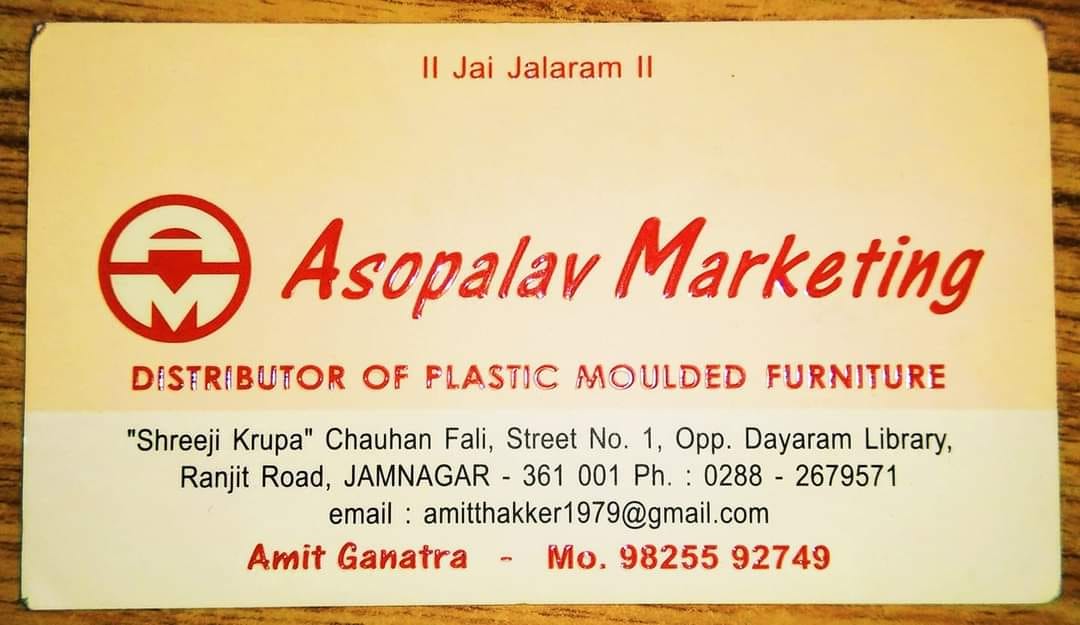 II Jai Jalaram II
AM
Asopalav Marketing
DISTRIBUTOR OF PLASTIC MOULDED FURNITURE
"Shreeji Krupa" Chauhan Fali, Street No. 1, Opp. Dayaram Library,
Ranjit Road, JAMNAGAR - 361 001 Ph. : 0288 - 2679571
email : amitthakker1979@gmail.com
Amit Ganatra - Mo. 98255 92749